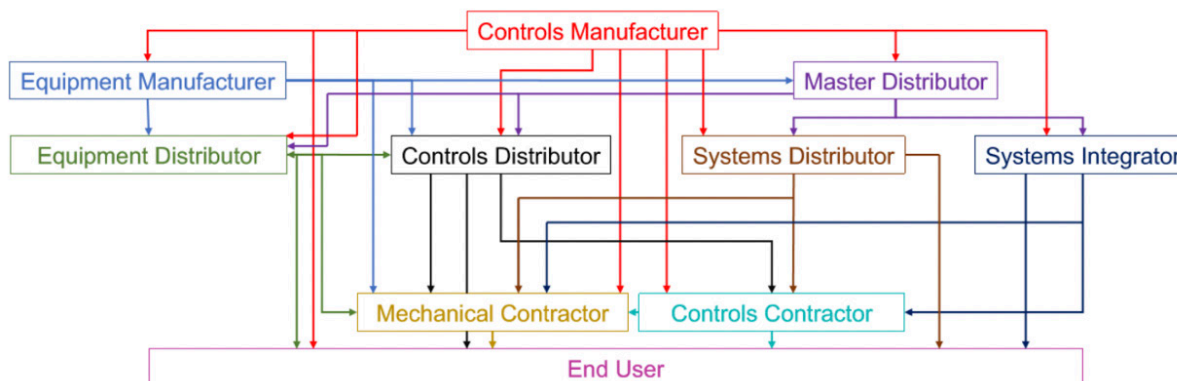 Controls Manufacturer
Equipment Manufacturer
Master Distributor
Equipment Distributor
Controls Distributor
Systems Distributor
Systems Integrator
Mechanical Contractor
Controls Contractor
End User